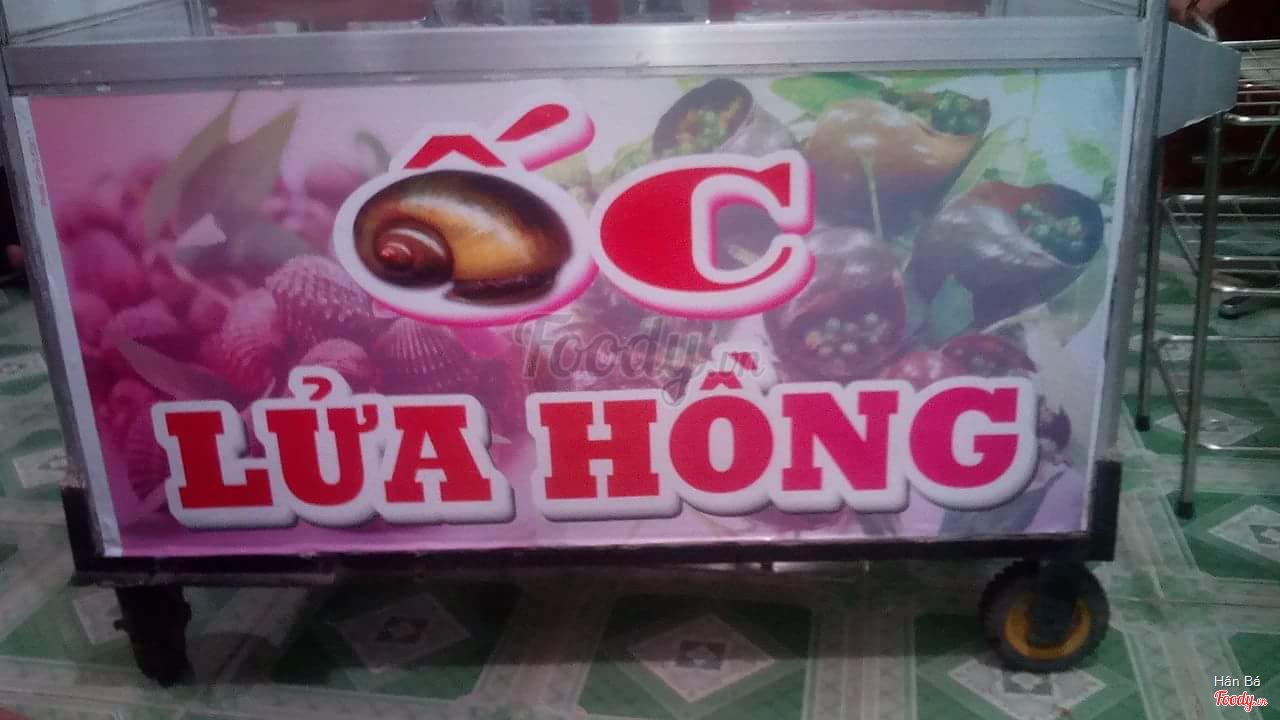 ỐC
LỬA HỒNG
Foody.vn
Hân Bá
Foody.vn